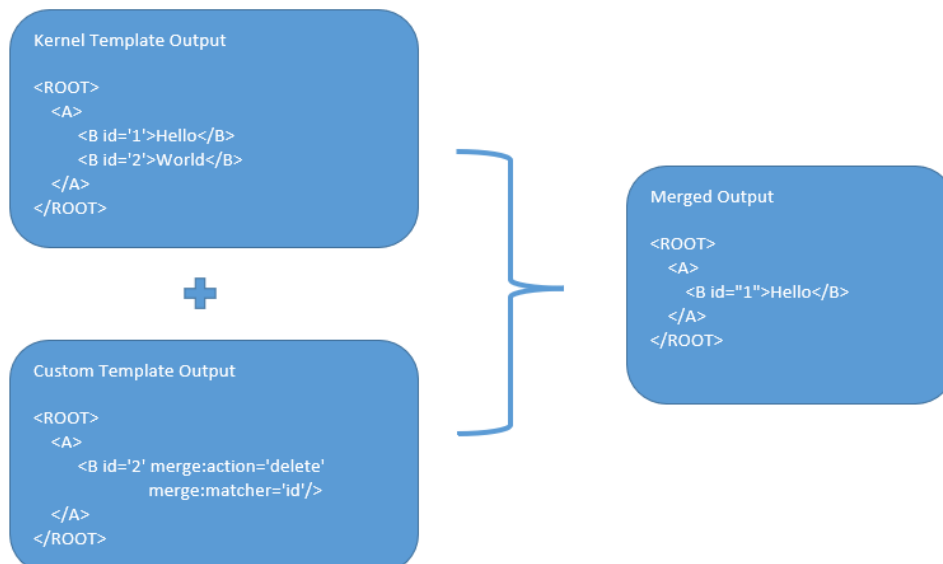 Kernel Template Output
<ROOT>
<A>
<B id='1'>Hello</B>
<B id='2'>World</B>
</A>
</ROOT>
Custom Template Output
<ROOT>
<A>
<B id='2' merge:action='delete'
merge:matcher='id'/>
</A>
</ROOT>
Merged Output
<ROOT>
<A>
<B id="1">Hello</B>
</A>
</ROOT>